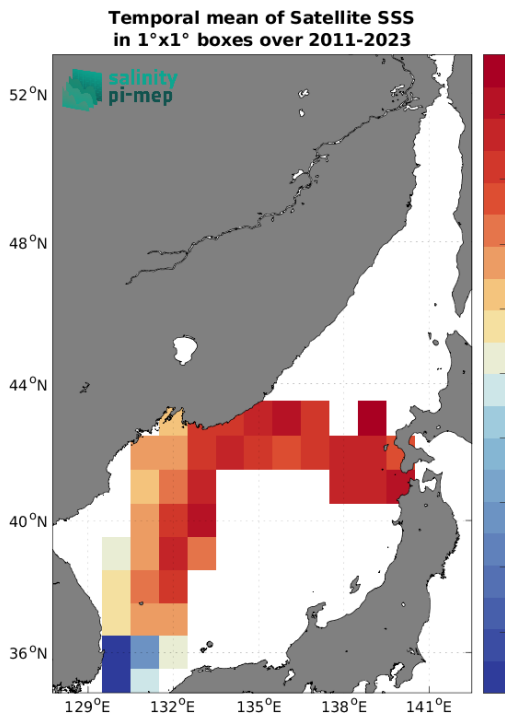 Temporal mean of Satellite SSS
in 1°x1° boxes over 2011-2023
salinity
pi-mep
52°N
48°N
44°N
40°N
36°N
129°E 132°E 135°E 138°E 141°E